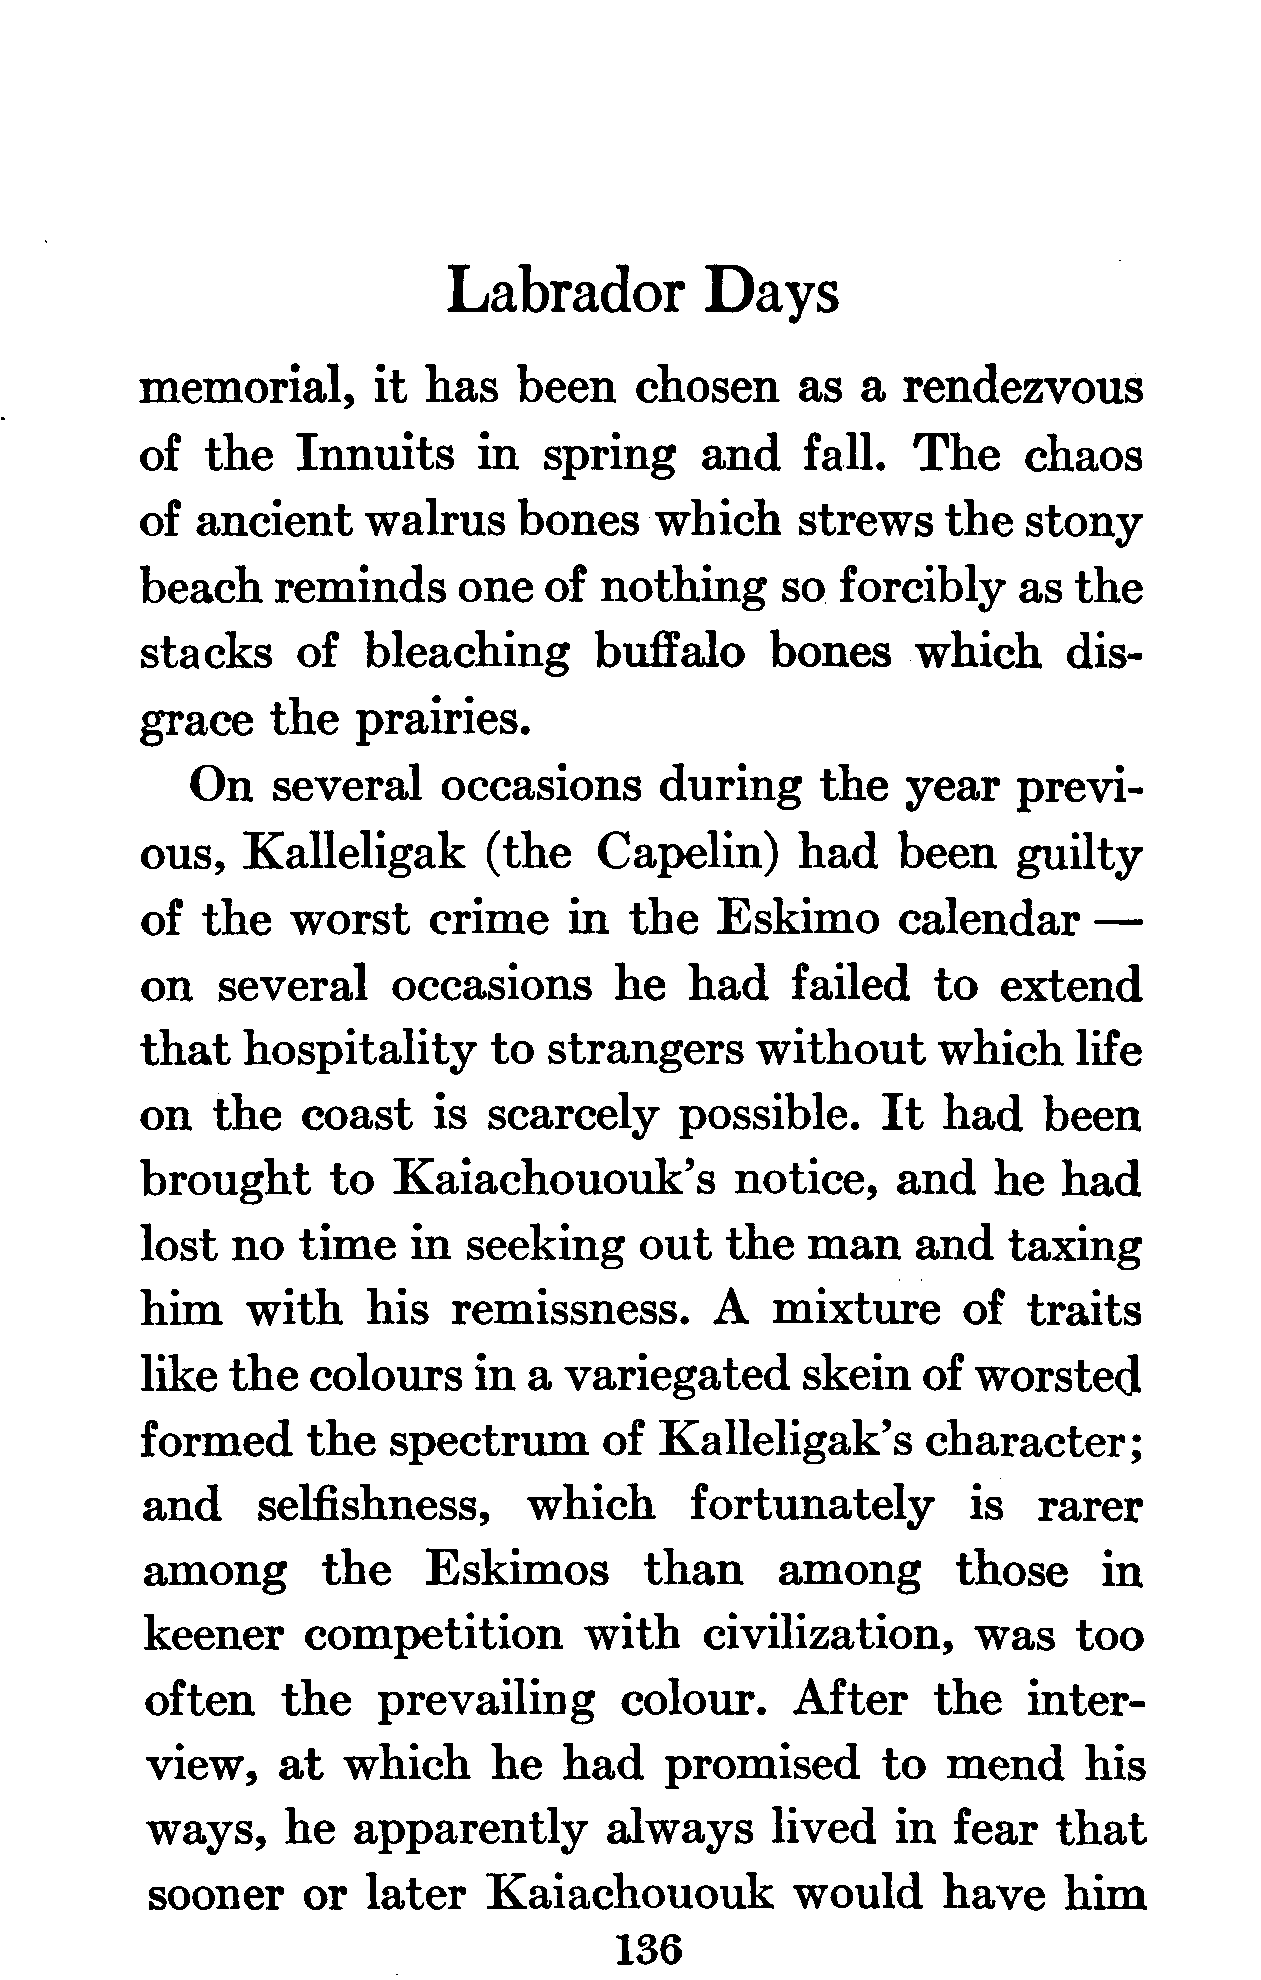 Labrador Days
memorial, it has been chosen as a rendezvous
of the Innuits in spring and fall. The chaos
of ancient walrus bones which strews the stony
beach reminds one of nothing so forcibly as the
stacks of bleaching buffalo bones which dis-
grace the prairies.
On several occasions during the year previ-
ous, Kalleligak (the Capelin) had been guilty
of the worst crime in the Eskimo calendar —
on several occasions he had failed to extend
that hospitality to strangers without which life
on the coast is scarcely possible. It had been
brought to Kaiachououk's notice, and he had
lost no time in seeking out the man and taxing
him with his remissness. A mixture of traits
like the colours in a variegated skein of worsted
formed the spectrum of Kalleligak's character;
and selfishness, which fortunately is rarer
among the Eskimos than among those in
keener competition with civilization, was too
often the prevailing colour. After the inter-
view, at which he had promised to mend his
ways, he apparently always lived in fear that
sooner or later Kaiachououk would have him
136